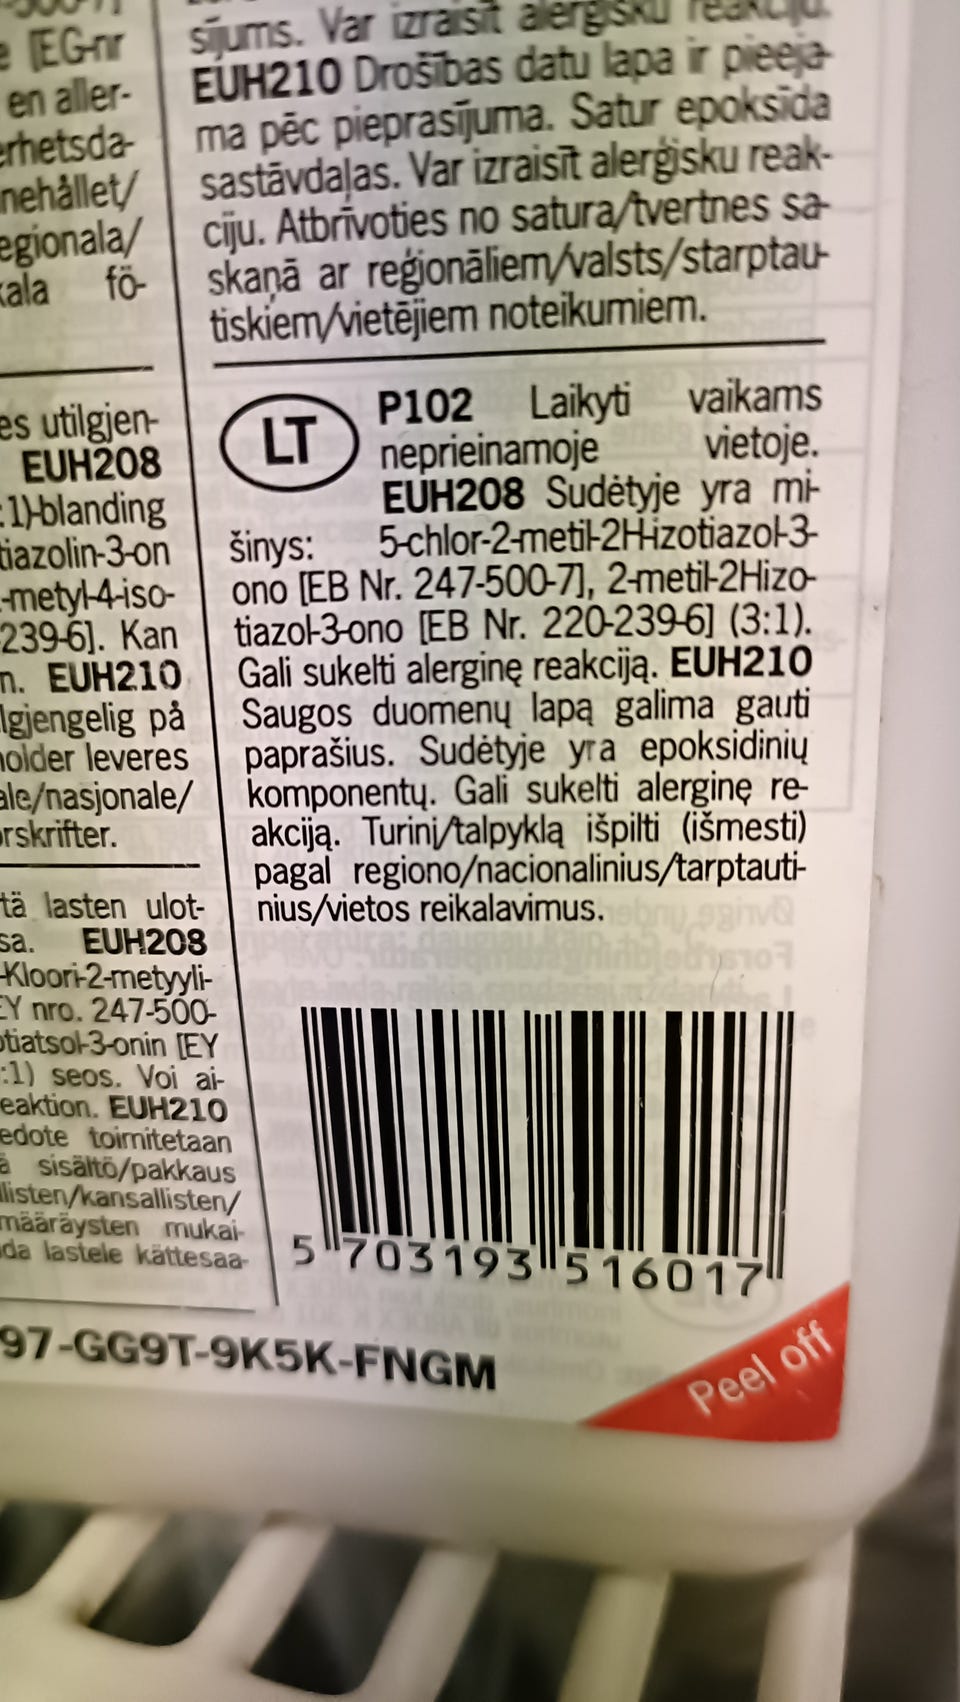 [EG-nr
en aller-
rhetsda-
nehållet/
egionala/
kala fö-
es utilgjen-
EUH208
:1)-blanding
tiazolin-3-on
-metyl-4-iso-
239-6]. Kan
n. EUH210
lgjengelig på
holder leveres
ale/nasjonale/
rskrifter.
tä lasten ulot-
sa. EUH208
-Kloori-2-metyyli-
EY nro. 247-500-
otiatsol-3-onin [EY
:1) seos. Voi ai-
eaktion. EUH210
edote toimitetaan
ä sisältö/pakkaus
llisten/kansallisten/
määräysten mukai-
da lastele kättesaa-
sījums. Var izraisīt alerģisku reakciju.
EUH210 Drošības datu lapa ir pieeja-
ma pēc pieprasījuma. Satur epoksīda
sastāvdaļas. Var izraisīt alerģisku reak-
ciju. Atbrīvoties no satura/tvertnes sa-
skaņā ar reģionāliem/valsts/starptau-
tiskiem/vietējiem noteikumiem.
LT P102 Laikyti vaikams
neprieinamoje vietoje.
EUH208 Sudėtyje yra mi-
šinys: 5-chlor-2-metil-2H-izotiazol-3-
ono [EB Nr. 247-500-7], 2-metil-2Hizo-
tiazol-3-ono [EB Nr. 220-239-6] (3:1).
Gali sukelti alerginę reakciją. EUH210
Saugos duomenų lapą galima gauti
paprašius. Sudėtyje yra epoksidinių
komponentų. Gali sukelti alerginę re-
akciją. Turinį/talpyklą išpilti (išmesti)
pagal regiono/nacionalinius/tarptauti-
nius/vietos reikalavimus.
5 703193 516017
97-GG9T-9K5K-FNGM
Peel off